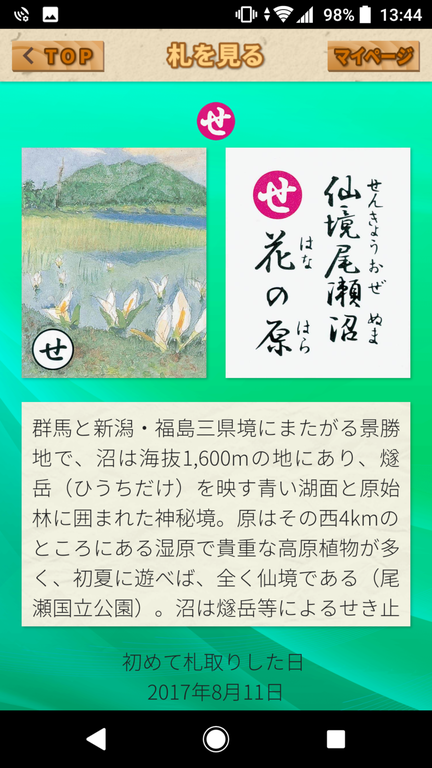 98% 13:44
TOP
札を見る
マイページ
せ
せ
せ
仙境尾瀬沼
せんきょうおぜぬま
花の原
はな
はら
群馬と新潟・福島三県境にまたがる景勝
地で、沼は海抜1,600mの地にあり、燧
岳（ひうちだけ）を映す青い湖面と原始
林に囲まれた神秘境。原はその西4kmの
ところにある湿原で貴重な高原植物が多
く、初夏に遊べば、全く仙境である（尾
瀬国立公園）。沼は燧岳等によるせき止
初めて札取りした日
2017年8月11日